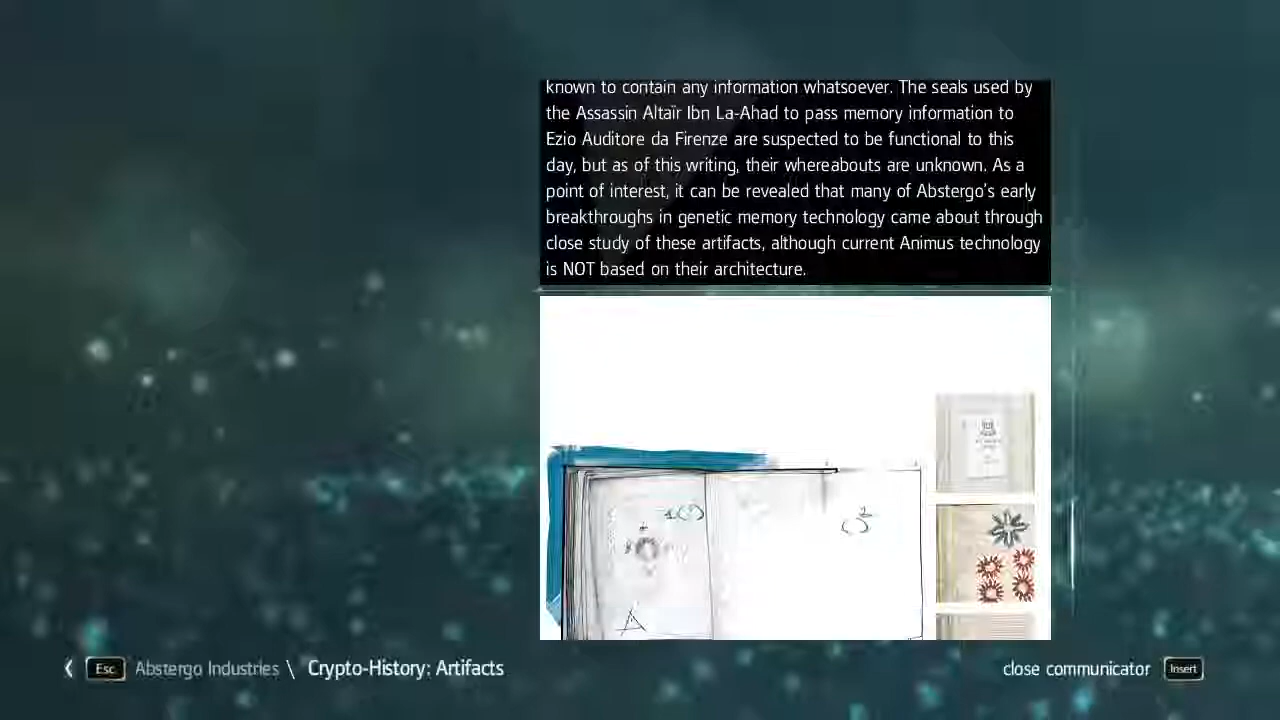 known to contain any information whatsoever. The seals used by
the Assassin Altaïr Ibn La-Ahad to pass memory information to
Ezio Auditore da Firenze are suspected to be functional to this
day, but as of this writing, their whereabouts are unknown. As a
point of interest, it can be revealed that many of Abstergo's early
breakthroughs in genetic memory technology came about through
close study of these artifacts, although current Animus technology
is NOT based on their architecture.
A
Esc Abstergo Industries \ Crypto-History: Artifacts
close communicator Insert